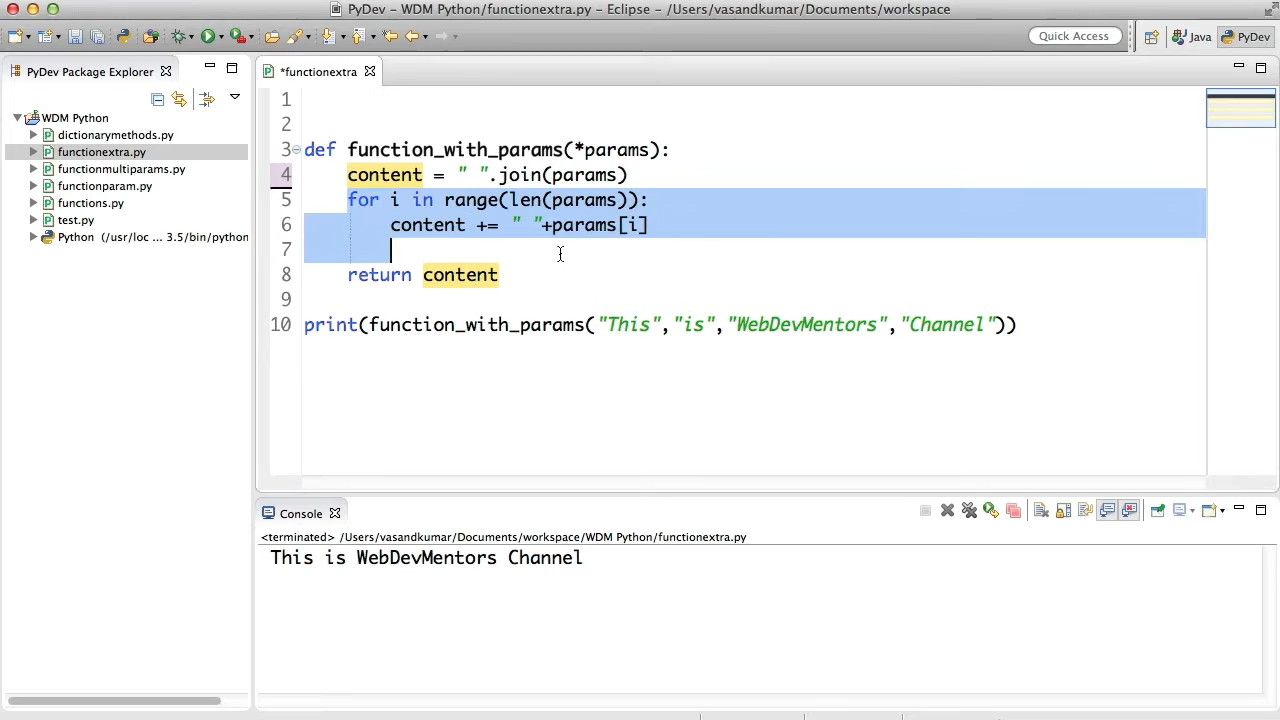 PyDev - WDM Python/functionextra.py - Eclipse - /Users/vasandkumar/Documents/workspace
Quick Access
Java
PyDev
PyDev Package Explorer
*functionextra
WDM Python
dictionarymethods.py
functionextra.py
functionmultiparams.py
functionparam.py
functions.py
test.py
Python (/usr/loc ... 3.5/bin/python
1
2
3 def function_with_params(*params):
4 content = " ".join(params)
5 for i in range(len(params)):
6 content += " "+params[i]
7
8 return content
9
10 print(function_with_params("This","is","WebDevMentors","Channel"))
Console
<terminated> /Users/vasandkumar/Documents/workspace/WDM Python/functionextra.py
This is WebDevMentors Channel